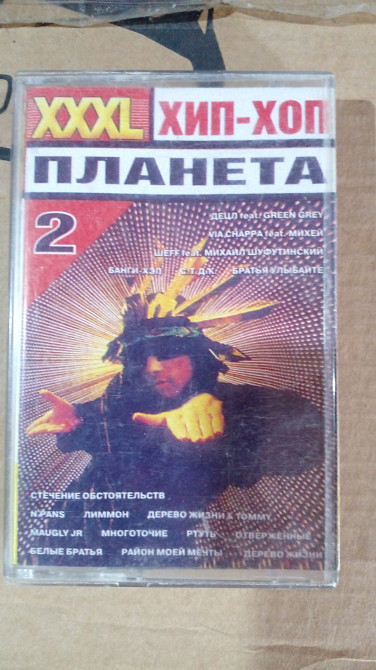 XXXL ХИП-ХОП
ПЛАНЕТА
2
ДЕЦЛ feat. GREEN GREY
VIA CHAPPA feat. МИХЕЙ
ШЕFF feat. МИХАИЛ ШУФУТИНСКИЙ
БАНГИ-ХЭП С.Т.Д.К. БРАТЬЯ УЛЫБАЙТЕ
СТЕЧЕНИЕ ОБСТОЯТЕЛЬСТВ
N'PANS ЛИММОН ДЕРЕВО ЖИЗНИ & TOMMY
MAUGLY JR МНОГОТОЧИЕ РТУТЬ ОТВЕРЖЕННЫЕ
БЕЛЫЕ БРАТЬЯ РАЙОН МОЕЙ МЕЧТЫ ДЕРЕВО ЖИЗНИ